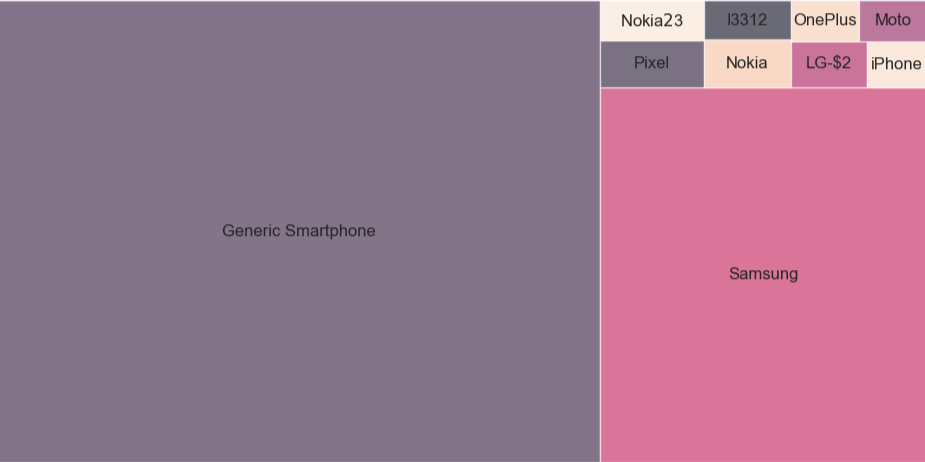 Nokia23
I3312
OnePlus
Moto
Pixel
Nokia
LG-$2
iPhone
Generic Smartphone
Samsung